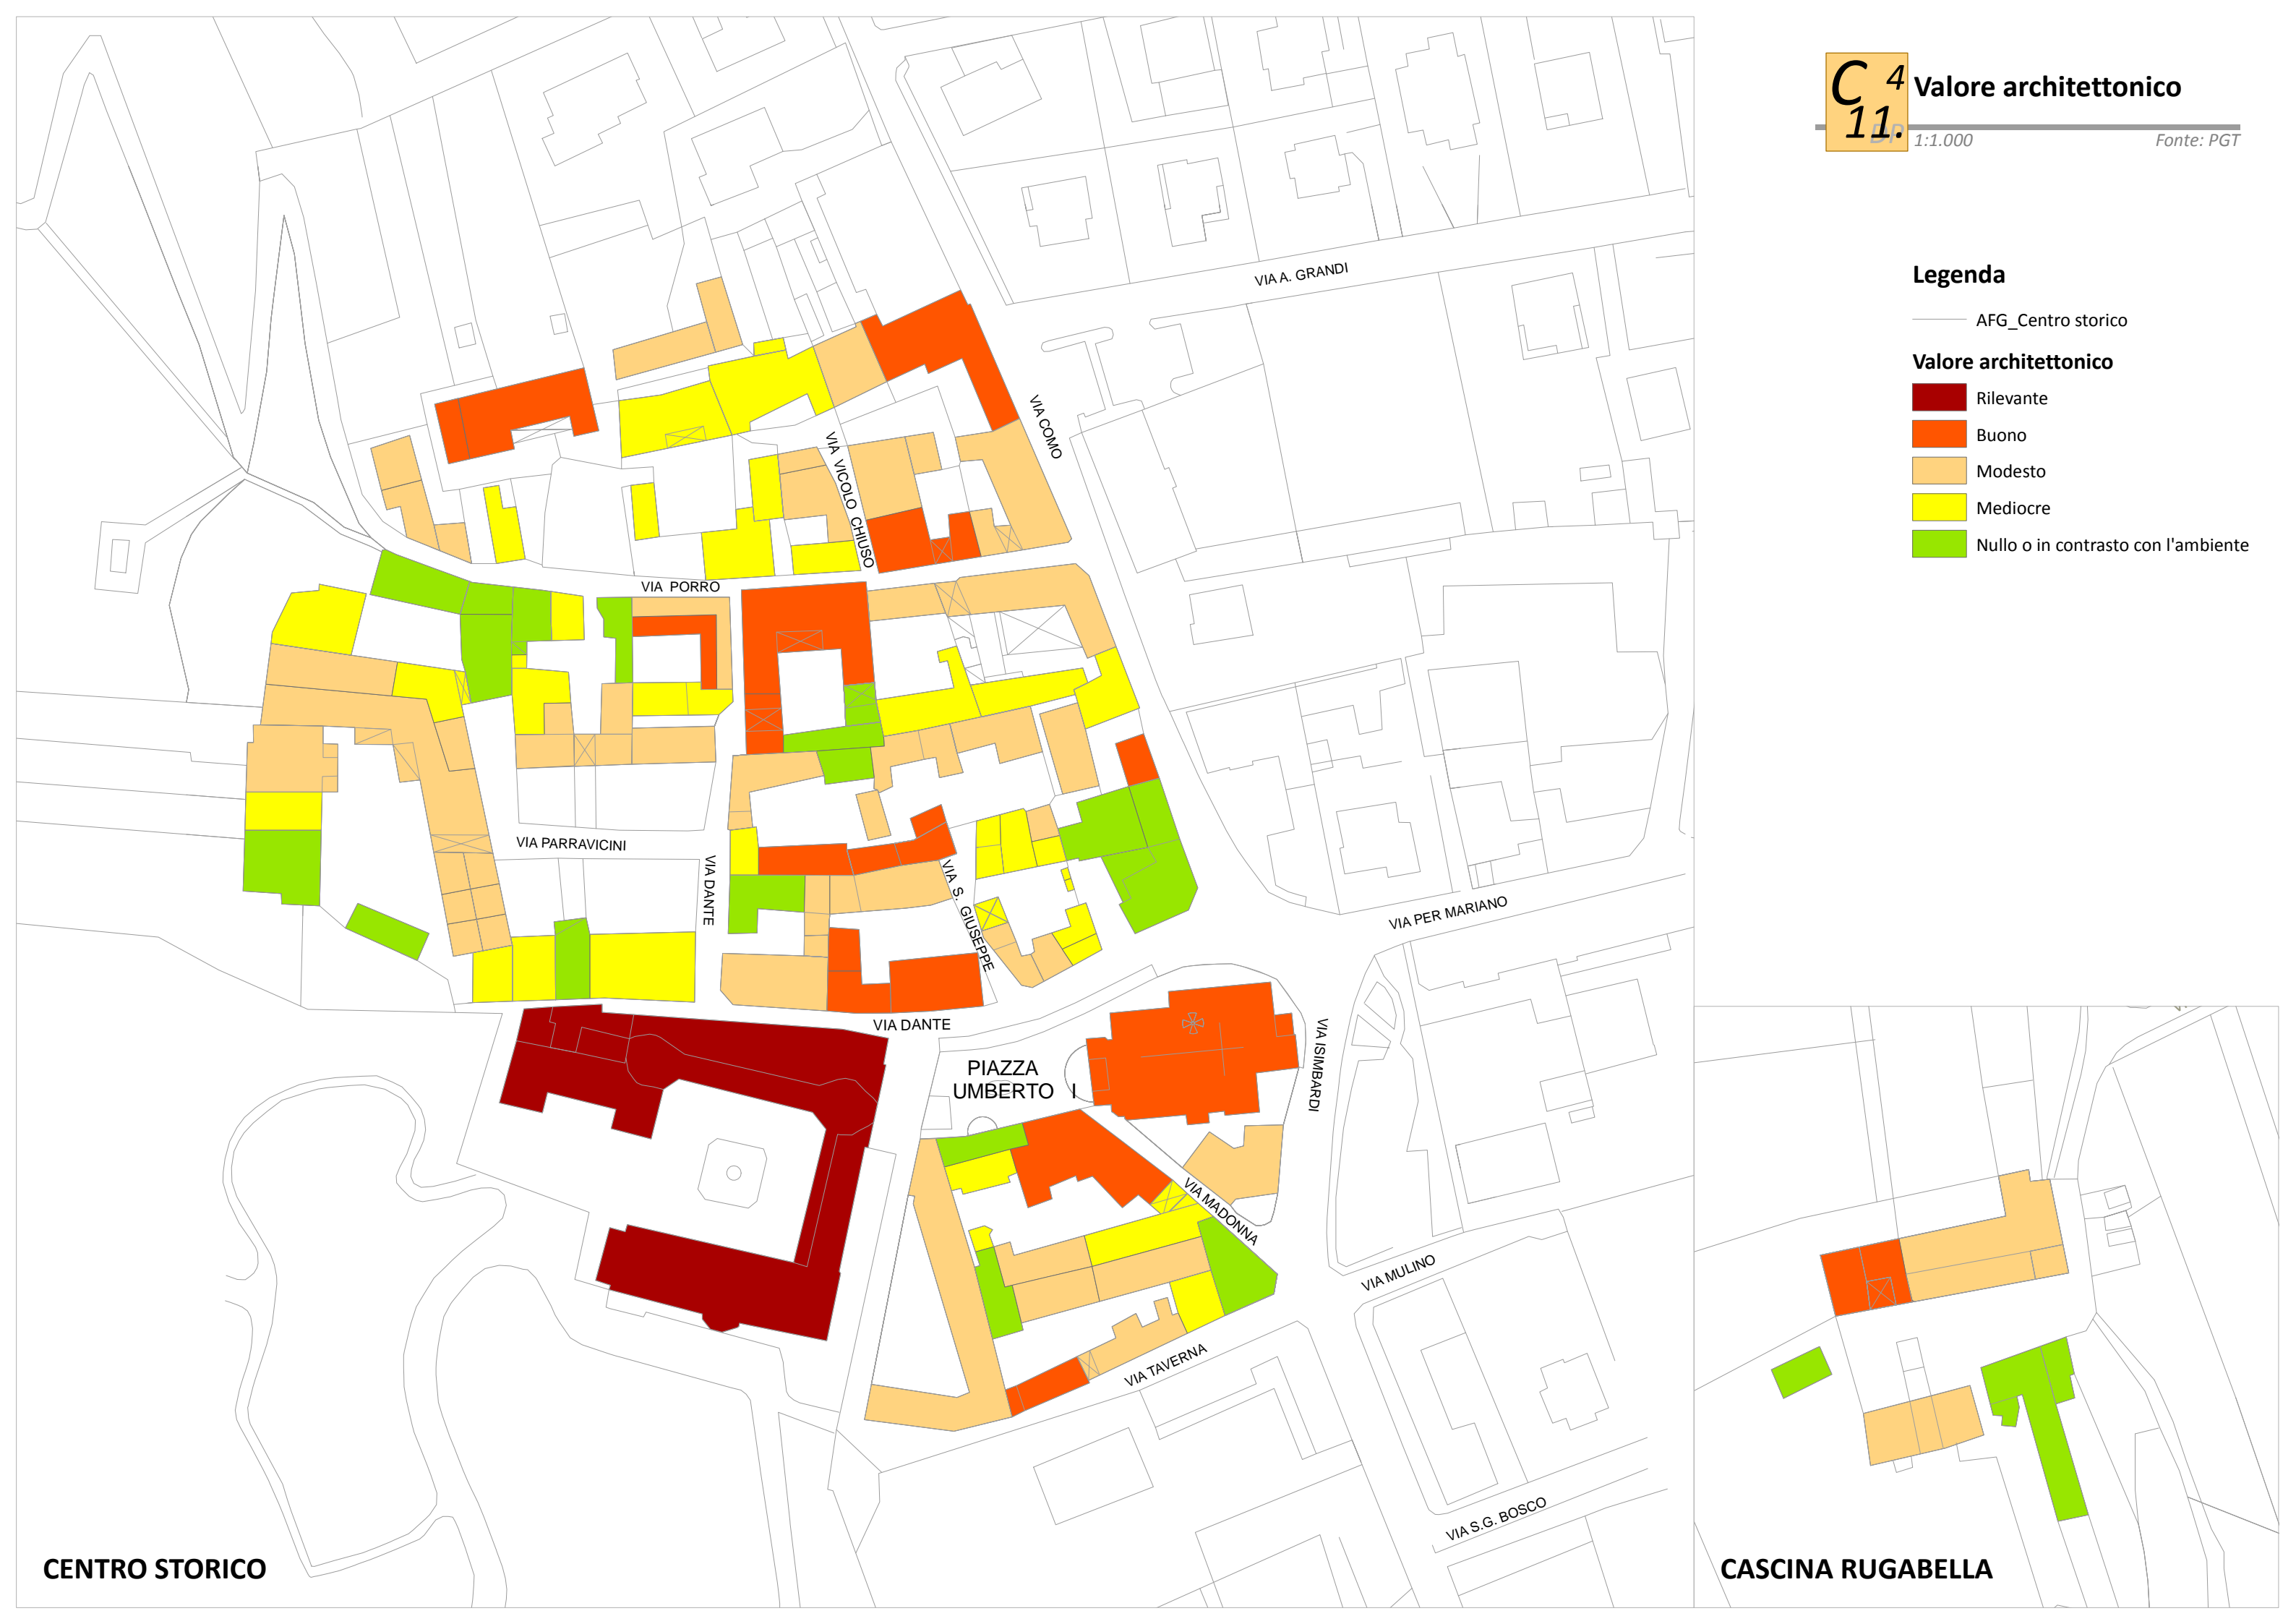 C 4
11.
DP
Valore architettonico
1:1.000
Fonte: PGT
Legenda
AFG_Centro storico
Valore architettonico
Rilevante
Buono
Modesto
Mediocre
Nullo o in contrasto con l'ambiente
VIA A. GRANDI
VIA COMO
VIA VICOLO CHIUSO
VIA PORRO
VIA PARRAVICINI
VIA DANTE
VIA S. GIUSEPPE
VIA PER MARIANO
VIA DANTE
PIAZZA
UMBERTO I
VIA ISIMBARDI
VIA MADONNA
VIA MULINO
VIA TAVERNA
VIA S.G. BOSCO
CENTRO STORICO
CASCINA RUGABELLA